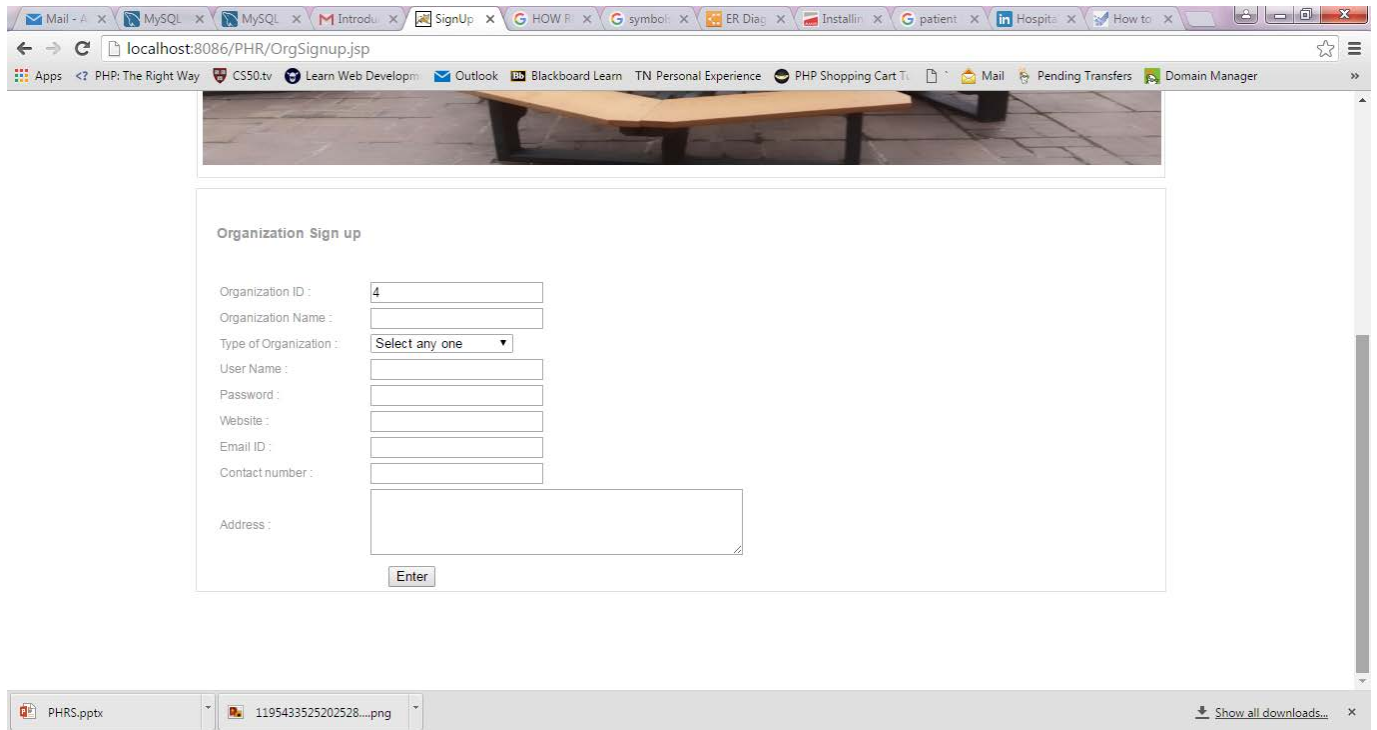 Mail - A MySQL MySQL Introdu SignUp HOW R symbols ER Diag Installin patient Hospita How to
localhost:8086/PHR/OrgSignup.jsp
Apps PHP: The Right Way CS50.tv Learn Web Developm Outlook Blackboard Learn TN Personal Experience PHP Shopping Cart Tu Mail Pending Transfers Domain Manager »
Organization Sign up
Organization ID : 4
Organization Name :
Type of Organization : Select any one
User Name :
Password :
Website :
Email ID :
Contact number :
Address :
Enter
PHRS.pptx 1195433525202528....png Show all downloads...